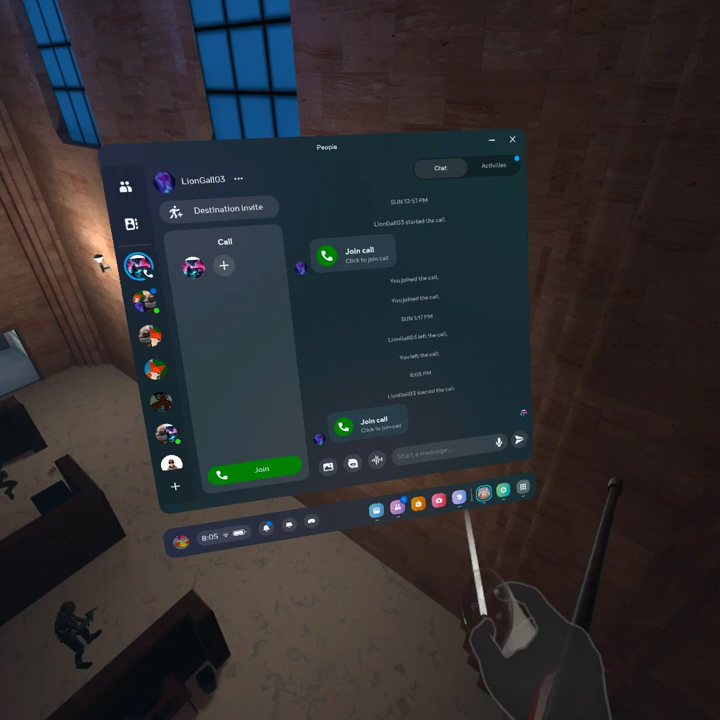 People
LionGall03
Chat
Activities
Destination invite
Call
Join
SUN 12:51 PM
LionGall03 started the call.
Join call
Click to join call
You joined the call.
You joined the call.
SUN 1:17 PM
LionGall03 left the call.
You left the call.
8:05 PM
LionGall03 started the call.
Join call
Click to join call
Start a message...
8:05